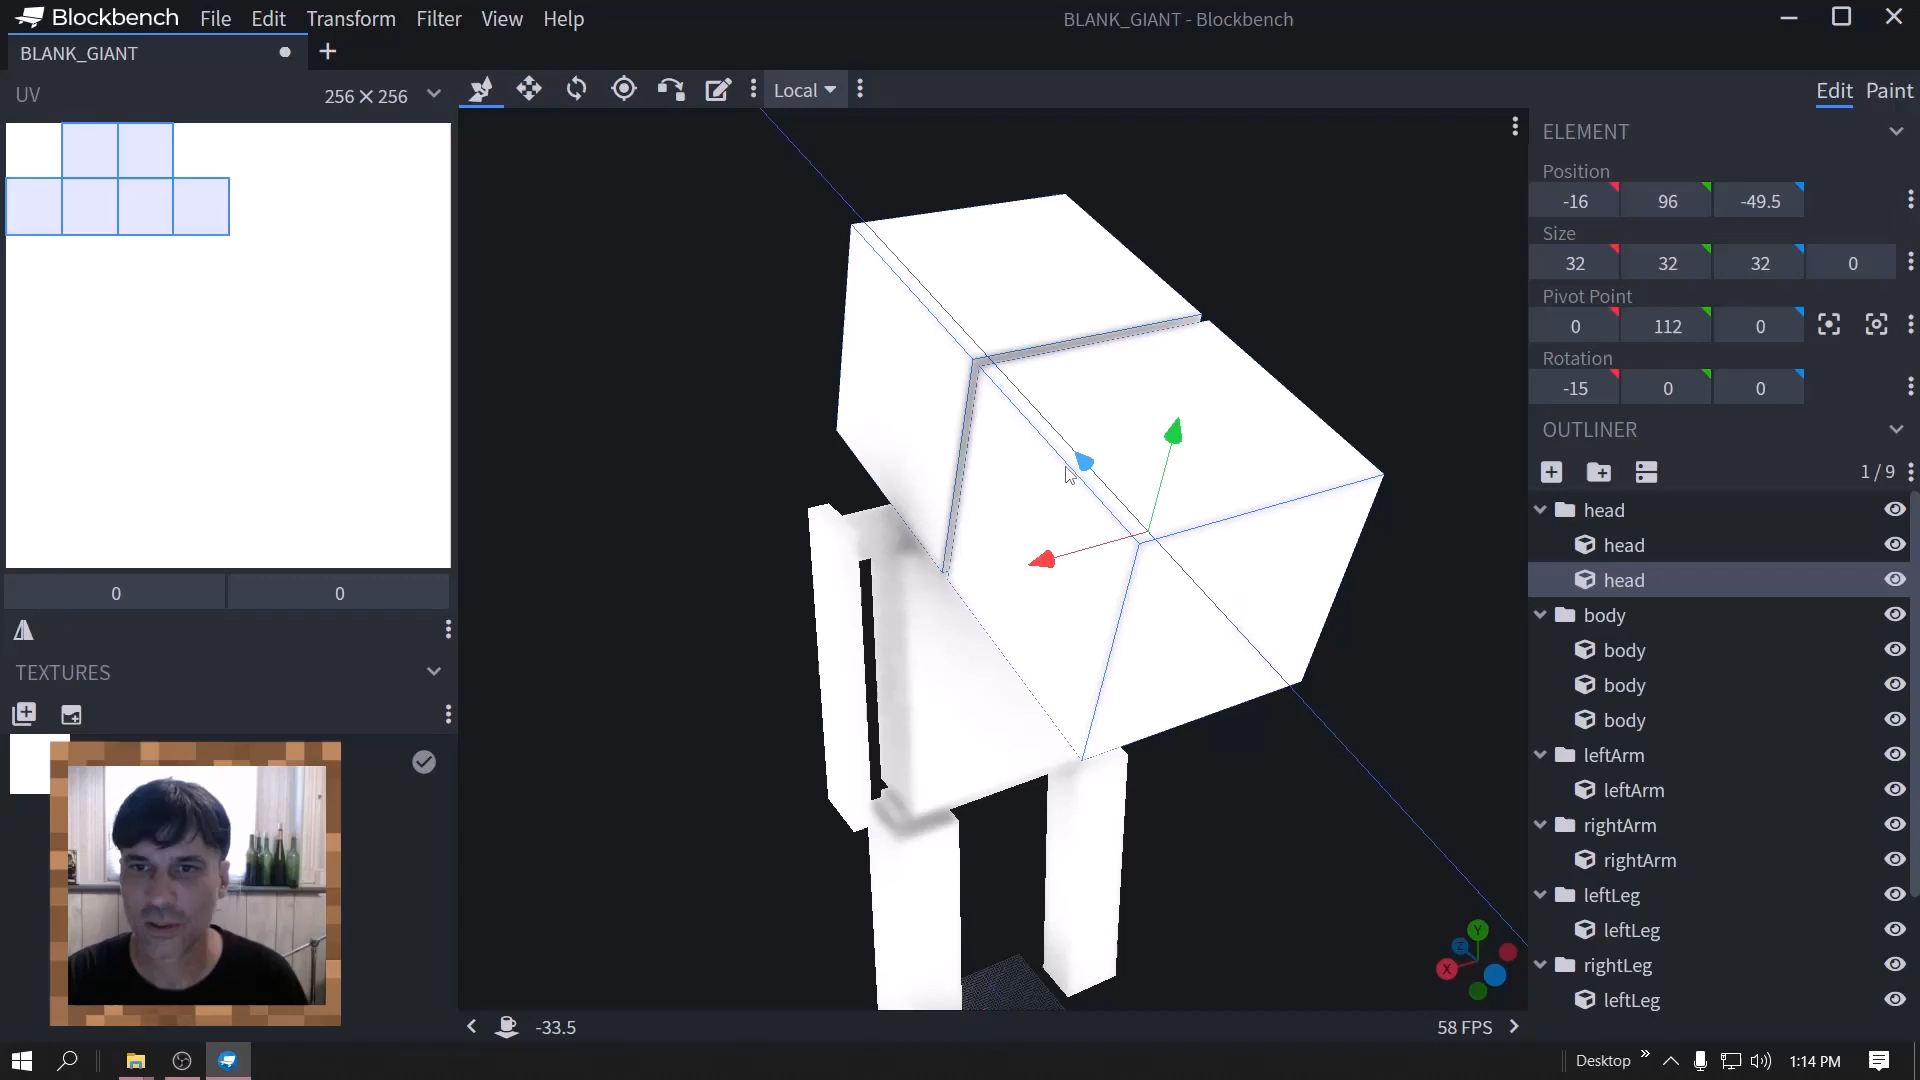 Blockbench File Edit Transform Filter View Help BLANK_GIANT - Blockbench
BLANK_GIANT
UV 256 × 256 Local Edit Paint
ELEMENT
Position
-16 96 -49.5
Size
32 32 32 0
Pivot Point
0 112 0
Rotation
-15 0 0
OUTLINER
1 / 9
head
head
head
body
body
body
body
leftArm
leftArm
rightArm
rightArm
leftLeg
leftLeg
rightLeg
leftLeg
0 0
TEXTURES
Y
Z
X
-33.5 58 FPS
Desktop 1:14 PM